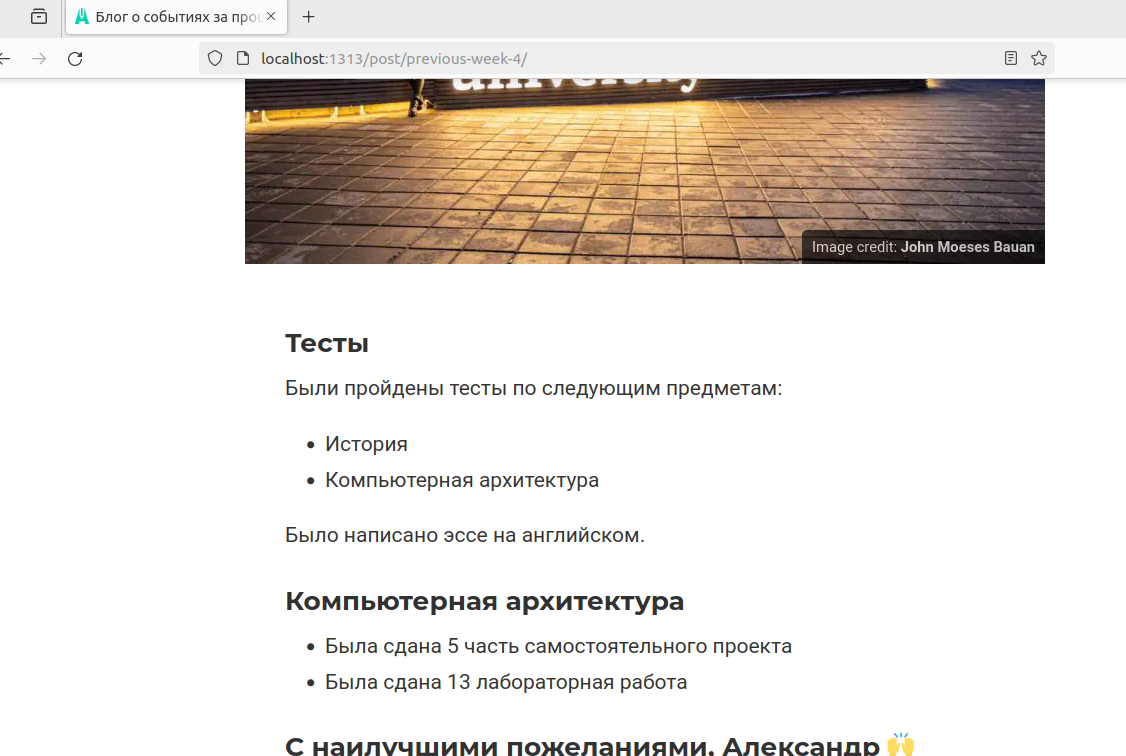 Блог о событиях за прош
localhost:1313/post/previous-week-4/
university
Image credit: John Moeses Bauan
Тесты
Были пройдены тесты по следующим предметам:
История
Компьютерная архитектура
Было написано эссе на английском.
Компьютерная архитектура
Была сдана 5 часть самостоятельного проекта
Была сдана 13 лабораторная работа
С наилучшими пожеланиями, Александр🙌